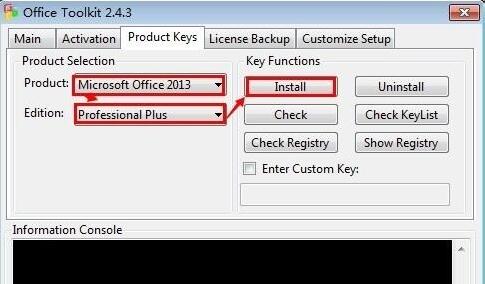 Office Toolkit 2.4.3
Main Activation Product Keys License Backup Customize Setup
Product Selection
Product: Microsoft Office 2013
Edition: Professional Plus
Key Functions
Install Uninstall
Check Check KeyList
Check Registry Show Registry
Enter Custom Key:
Information Console